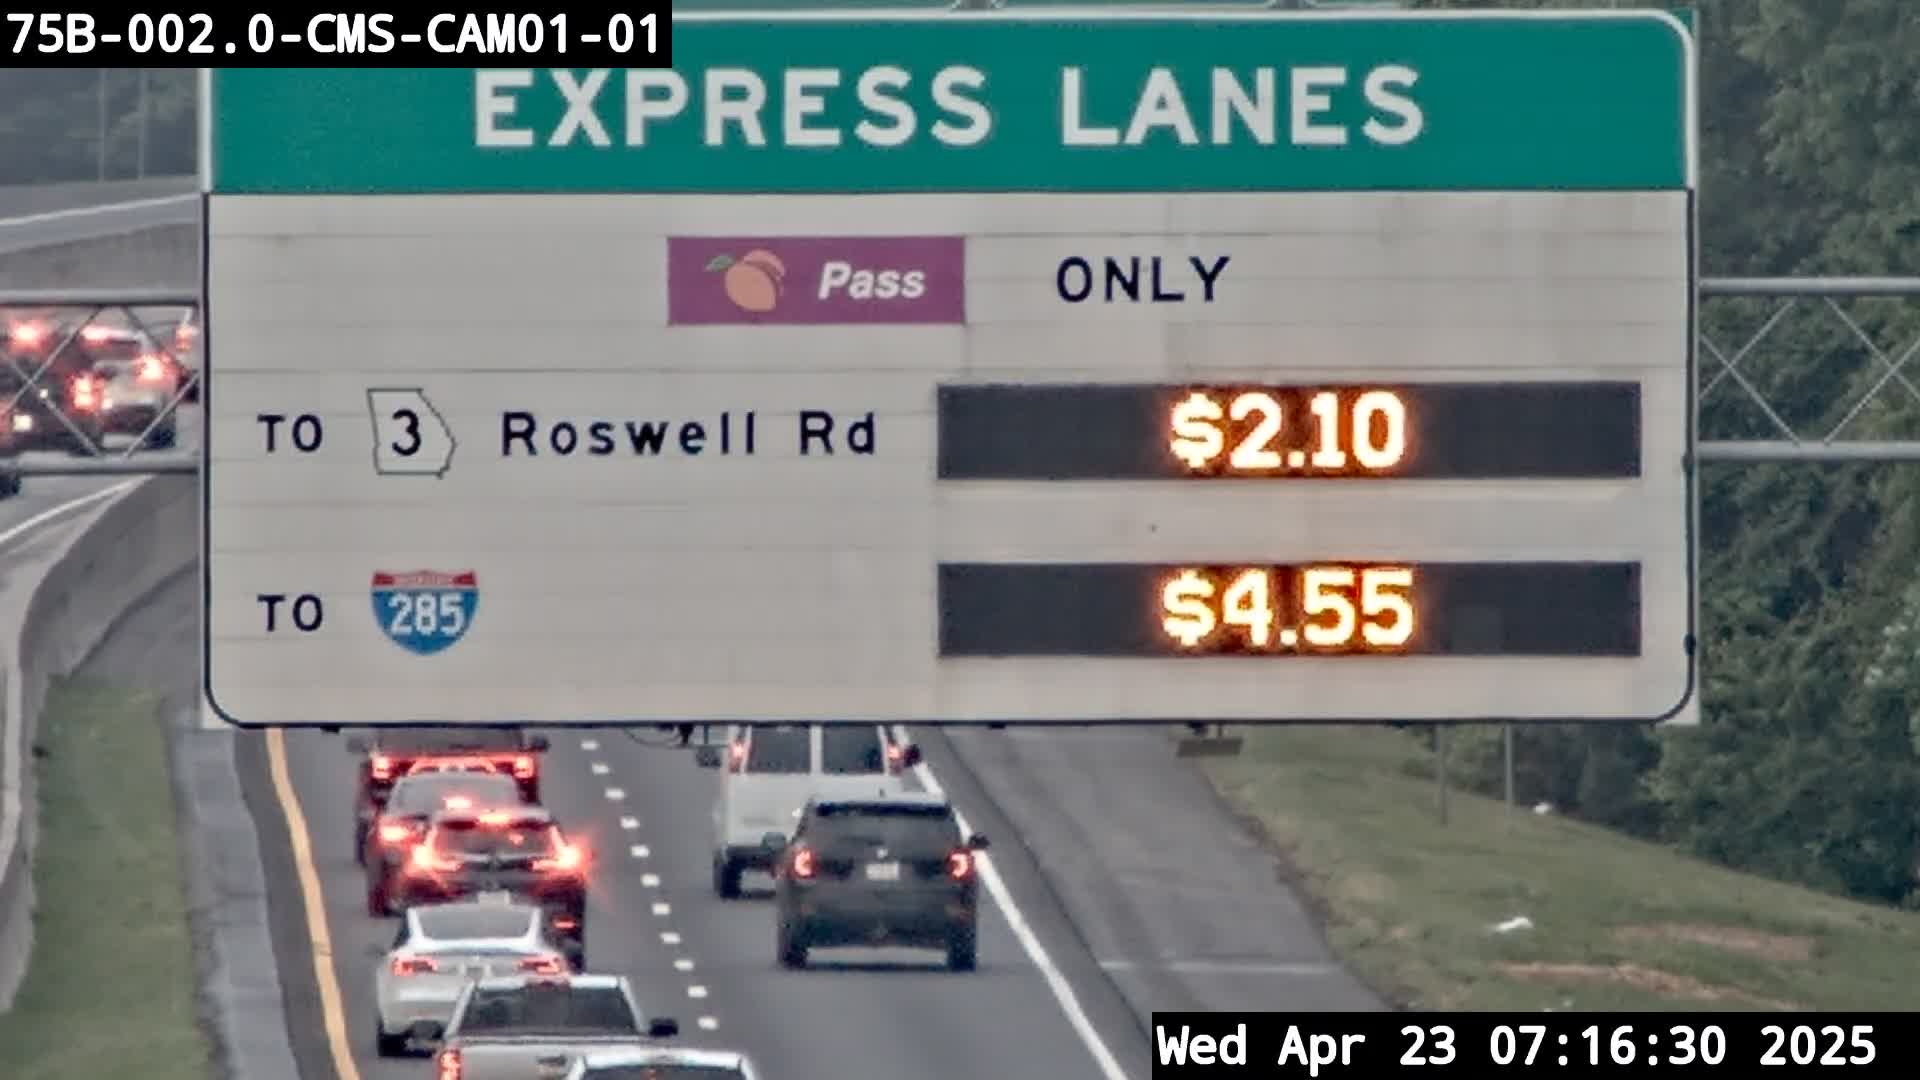 75B-002.0-CMS-CAM01-01
EXPRESS LANES
Pass ONLY
TO 3 Roswell Rd $2.10
TO 285 $4.55
Wed Apr 23 07:16:30 2025